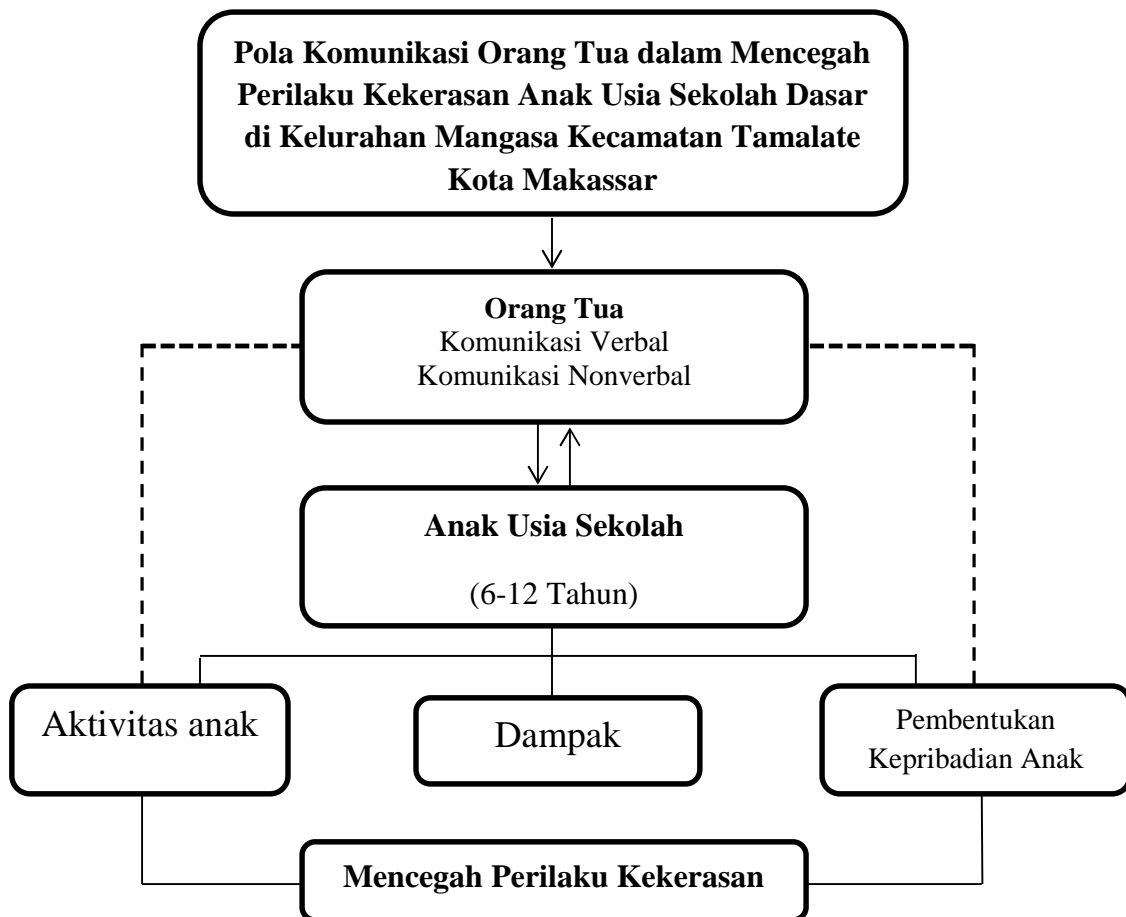 Pola Komunikasi Orang Tua dalam Mencegah
Perilaku Kekerasan Anak Usia Sekolah Dasar
di Kelurahan Mangasa Kecamatan Tamalate
Kota Makassar
Orang Tua
Komunikasi Verbal
Komunikasi Nonverbal
Anak Usia Sekolah
(6-12 Tahun)
Aktivitas anak
Dampak
Pembentukan
Kepribadian Anak
Mencegah Perilaku Kekerasan